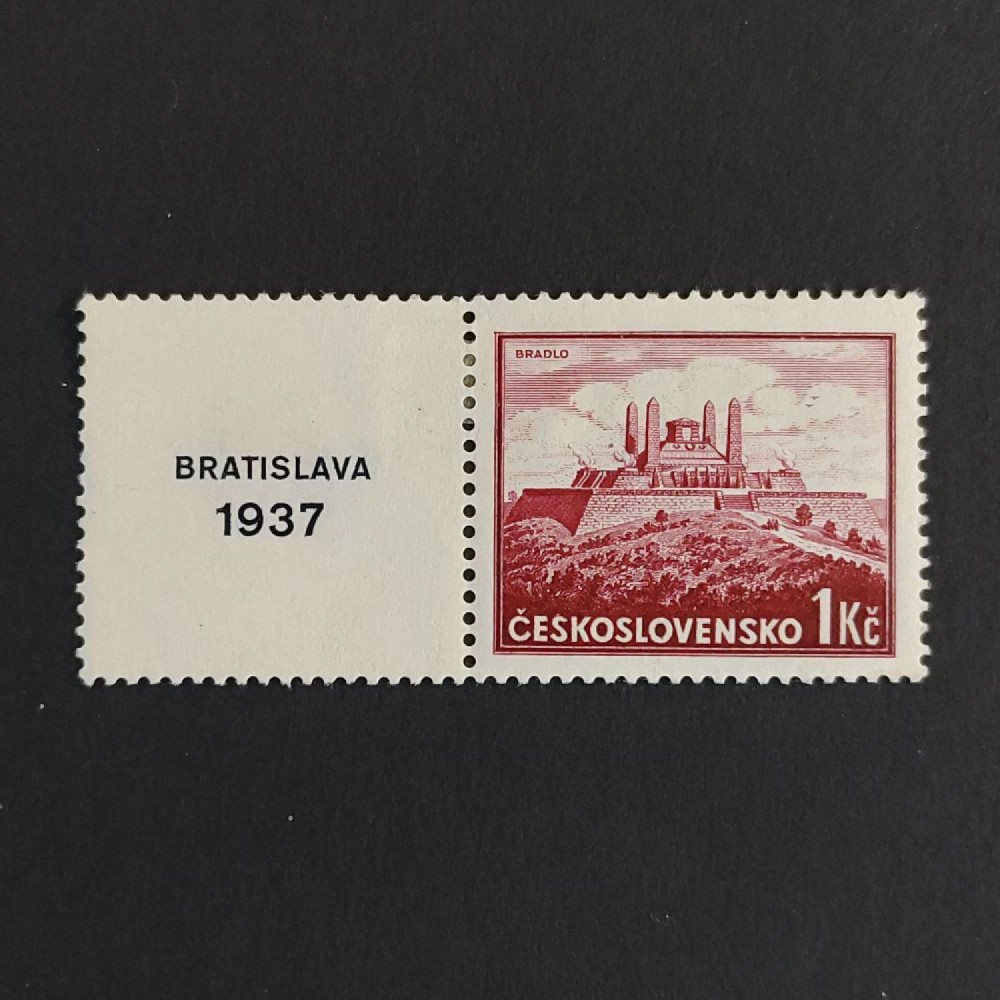 BRATISLAVA
1937
BRADLO
ČESKOSLOVENSKO 1Kč